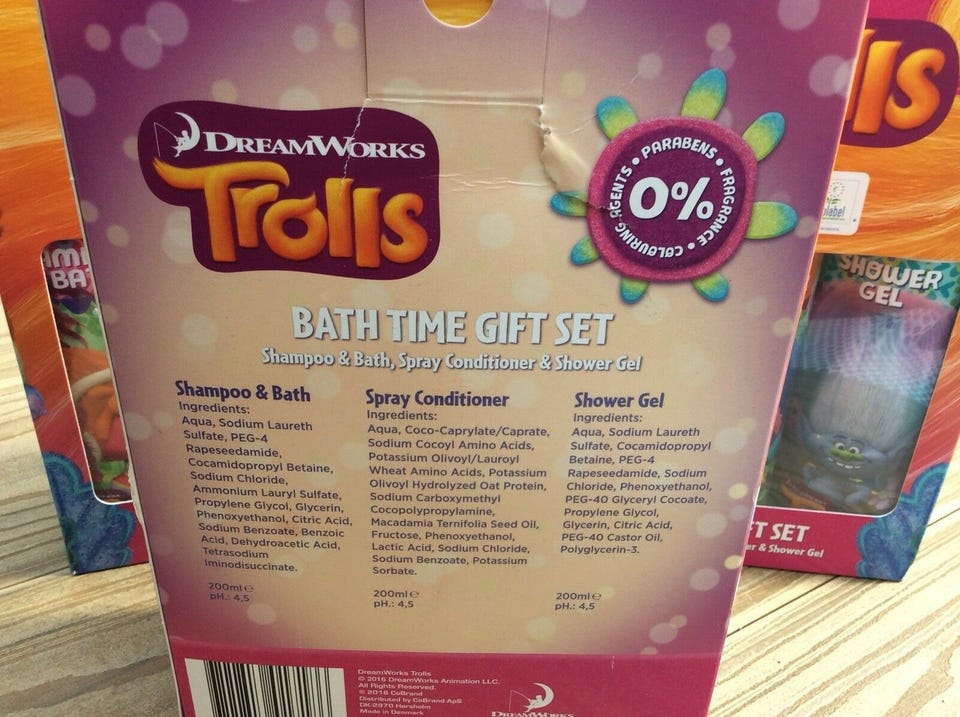 DREAMWORKS
Trolls
PARABENS • FRAGRANCE • COLOURING AGENTS •
0%
BATH TIME GIFT SET
Shampoo & Bath, Spray Conditioner & Shower Gel
Shampoo & Bath
Ingredients:
Aqua, Sodium Laureth
Sulfate, PEG-4
Rapeseedamide,
Cocamidopropyl Betaine,
Sodium Chloride,
Ammonium Lauryl Sulfate,
Propylene Glycol, Glycerin,
Phenoxyethanol, Citric Acid,
Sodium Benzoate, Benzoic
Acid, Dehydroacetic Acid,
Tetrasodium
Iminodisuccinate.
200ml e
pH.: 4,5
Spray Conditioner
Ingredients:
Aqua, Coco-Caprylate/Caprate,
Sodium Cocoyl Amino Acids,
Potassium Olivoyl/Lauroyl
Wheat Amino Acids, Potassium
Olivoyl Hydrolyzed Oat Protein,
Sodium Carboxymethyl
Cocopolypropylamine,
Macadamia Ternifolia Seed Oil,
Fructose, Phenoxyethanol,
Lactic Acid, Sodium Chloride,
Sodium Benzoate, Potassium
Sorbate.
200ml e
pH.: 4,5
Shower Gel
Ingredients:
Aqua, Sodium Laureth
Sulfate, Cocamidopropyl
Betaine, PEG-4
Rapeseedamide, Sodium
Chloride, Phenoxyethanol,
PEG-40 Glyceryl Cocoate,
Propylene Glycol,
Glycerin, Citric Acid,
PEG-40 Castor Oil,
Polyglycerin-3.
200ml e
pH.: 4,5
DreamWorks Trolls
© 2016 DreamWorks Animation LLC.
All Rights Reserved.
© 2016 CoBrand
Distributed by CoBrand ApS
DK-2970 Hørsholm
Made in Denmark
DREAMWORKS
lls
label
SHOWER
GEL
FT SET
er & Shower Gel
BA